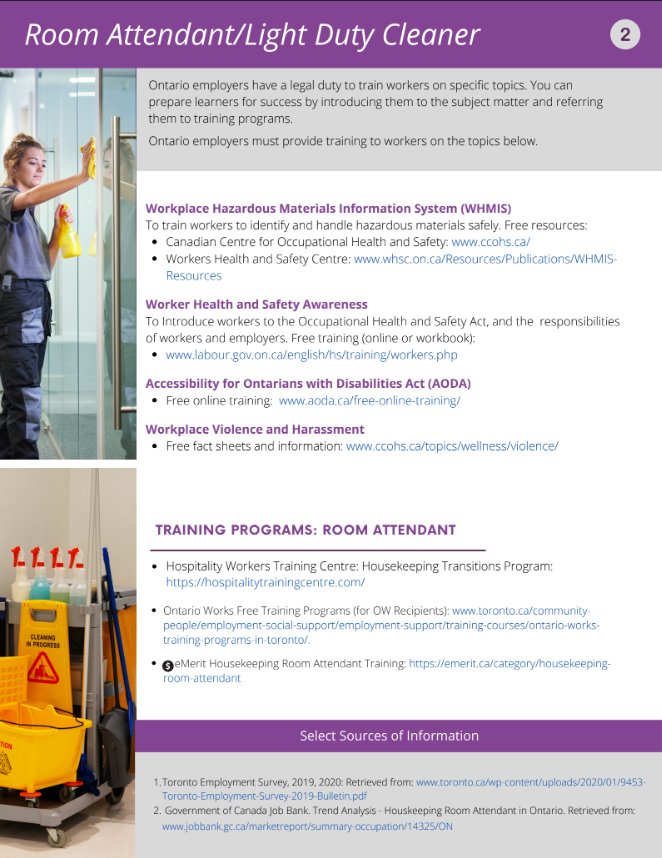 Room Attendant/Light Duty Cleaner
2
Ontario employers have a legal duty to train workers on specific topics. You can
prepare learners for success by introducing them to the subject matter and referring
them to training programs.
Ontario employers must provide training to workers on the topics below.
Workplace Hazardous Materials Information System (WHMIS)
To train workers to identify and handle hazardous materials safely. Free resources:
• Canadian Centre for Occupational Health and Safety: www.ccohs.ca/
• Workers Health and Safety Centre: www.whsc.on.ca/Resources/Publications/WHMIS-
Resources
Worker Health and Safety Awareness
To Introduce workers to the Occupational Health and Safety Act, and the responsibilities
of workers and employers. Free training (online or workbook):
• www.labour.gov.on.ca/english/hs/training/workers.php
Accessibility for Ontarians with Disabilities Act (AODA)
• Free online training: www.aoda.ca/free-online-training/
Workplace Violence and Harassment
• Free fact sheets and information: www.ccohs.ca/topics/wellness/violence/
TRAINING PROGRAMS: ROOM ATTENDANT
• Hospitality Workers Training Centre: Housekeeping Transitions Program:
https://hospitalitytrainingcentre.com/
• Ontario Works Free Training Programs (for OW Recipients): www.toronto.ca/community-
people/employment-social-support/employment-support/training-courses/ontario-works-
training-programs-in-toronto/.
• $ eMerit Housekeeping Room Attendant Training: https://emerit.ca/category/housekeeping-
room-attendant
CLEANING
IN PROGRESS
Select Sources of Information
1.Toronto Employment Survey, 2019, 2020: Retrieved from: www.toronto.ca/wp-content/uploads/2020/01/9453-
Toronto-Employment-Survey-2019-Bulletin.pdf
2. Government of Canada Job Bank. Trend Analysis - Houskeeping Room Attendant in Ontario. Retrieved from:
www.jobbank.gc.ca/marketreport/summary-occupation/14325/ON